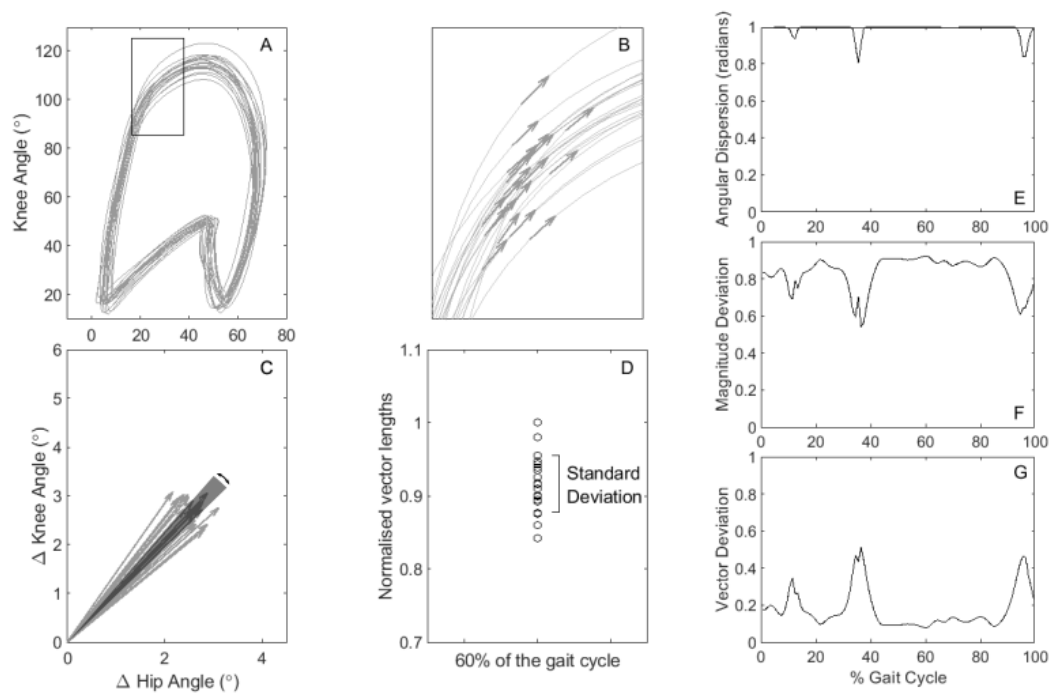 A
Knee Angle (°)
120
100
80
60
40
20
0 20 40 60 80
B
C
Δ Knee Angle (°)
6
5
4
3
2
1
0
0 2 4
Δ Hip Angle (°)
D
Normalised vector lengths
1.1
1
0.9
0.8
0.7
Standard
Deviation
60% of the gait cycle
E
Angular Dispersion (radians)
1
0.8
0.6
0.4
0.2
0
0 20 40 60 80 100
F
Magnitude Deviation
1
0.8
0.6
0.4
0.2
0
0 20 40 60 80 100
G
Vector Deviation
1
0.8
0.6
0.4
0.2
0
0 20 40 60 80 100
% Gait Cycle